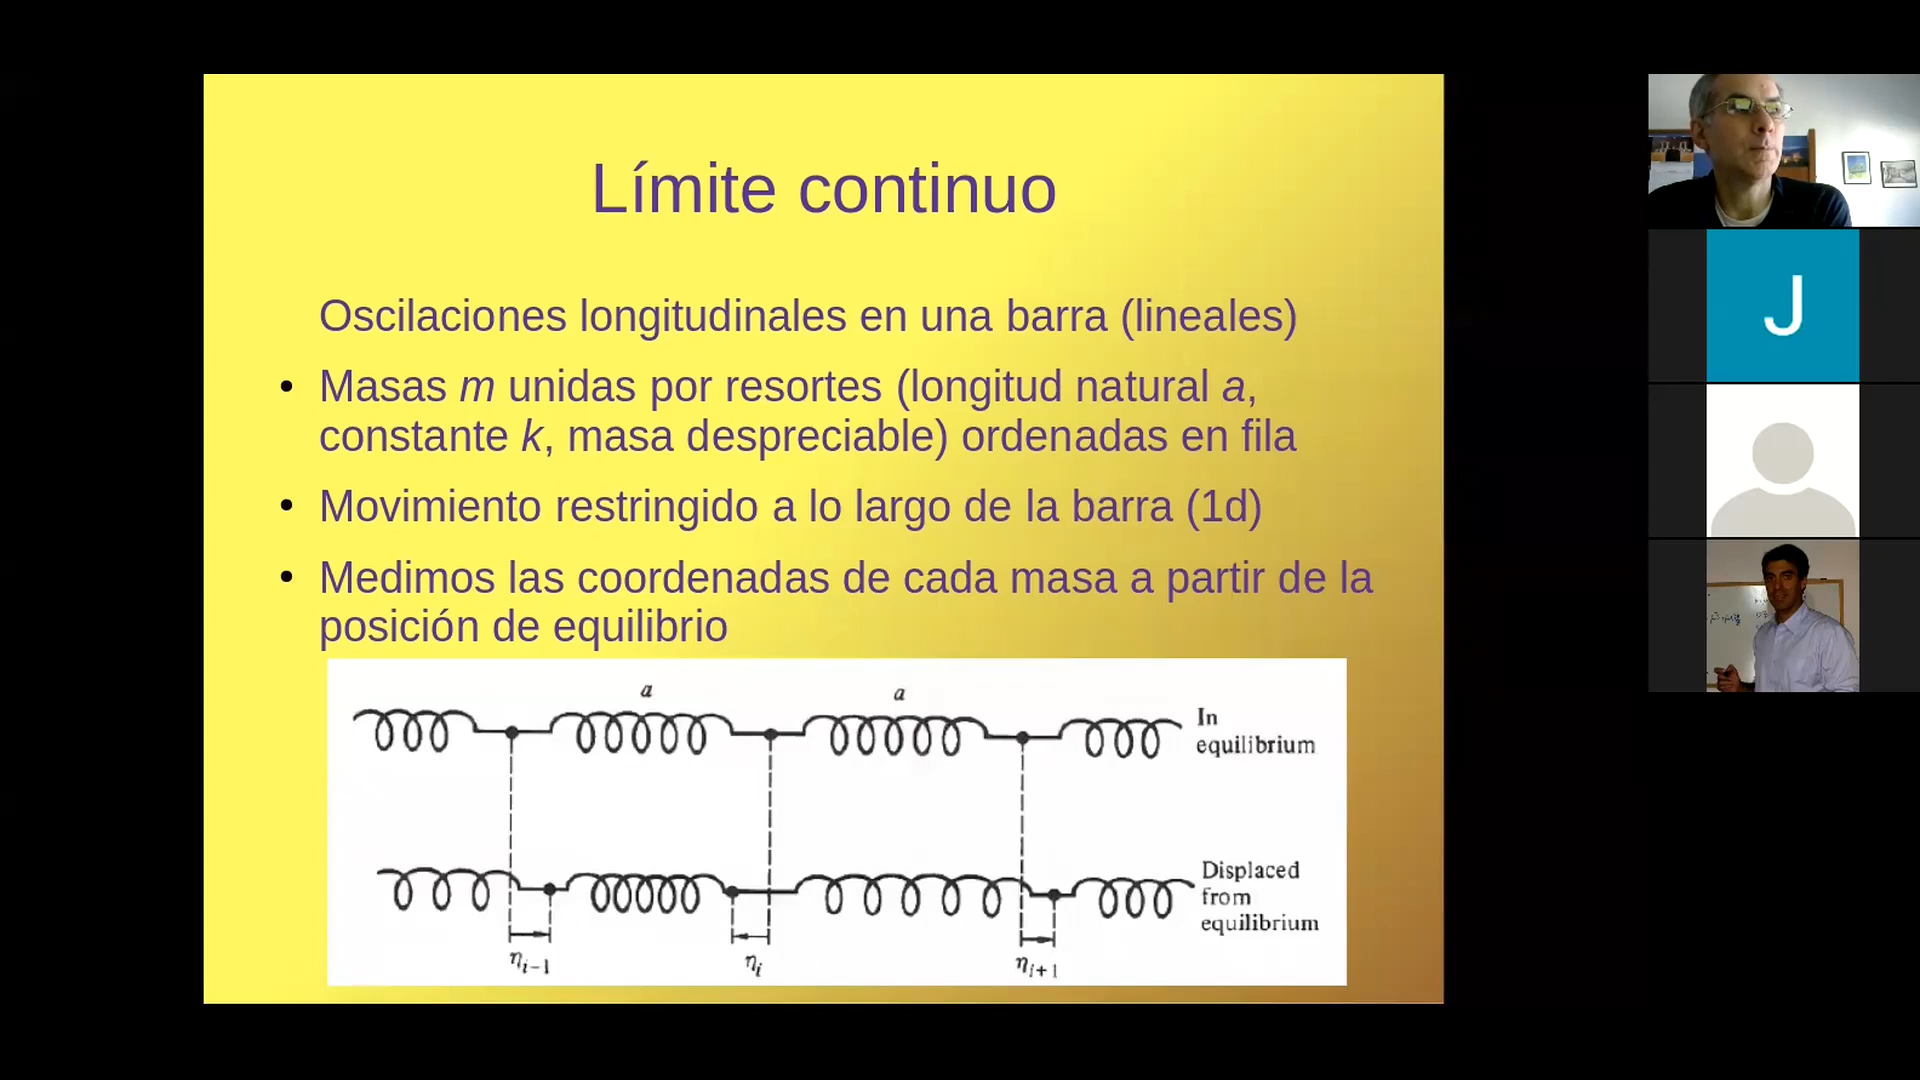 Límite continuo
Oscilaciones longitudinales en una barra (lineales)
• Masas m unidas por resortes (longitud natural a,
constante k, masa despreciable) ordenadas en fila
• Movimiento restringido a lo largo de la barra (1d)
• Medimos las coordenadas de cada masa a partir de la
posición de equilibrio
a
a
In
equilibrium
Displaced
from
equilibrium
η_{i−1}
η_i
η_{i+1}
J